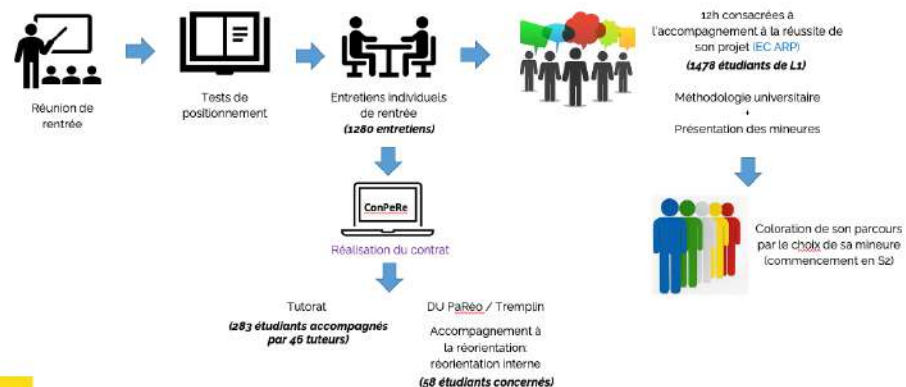 Réunion de
rentrée
Tests de
positionnement
Entretiens individuels
de rentrée
(1280 entretiens)
12h consacrées à
l'accompagnement à la réussite de
son projet (EC ARP)
(1478 étudiants de L1)
Méthodologie universitaire
+
Présentation des mineures
ConPeRe
Réalisation du contrat
Coloration de son parcours
par le choix de sa mineure
(commencement en S2)
Tutorat
(283 étudiants accompagnés
par 46 tuteurs)
DU PaRéo / Tremplin
Accompagnement à
la réorientation:
réorientation interne
(58 étudiants concernés)